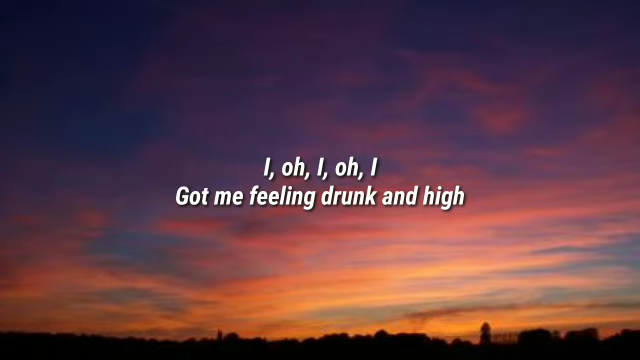 I, oh, I, oh, I
Got me feeling drunk and high